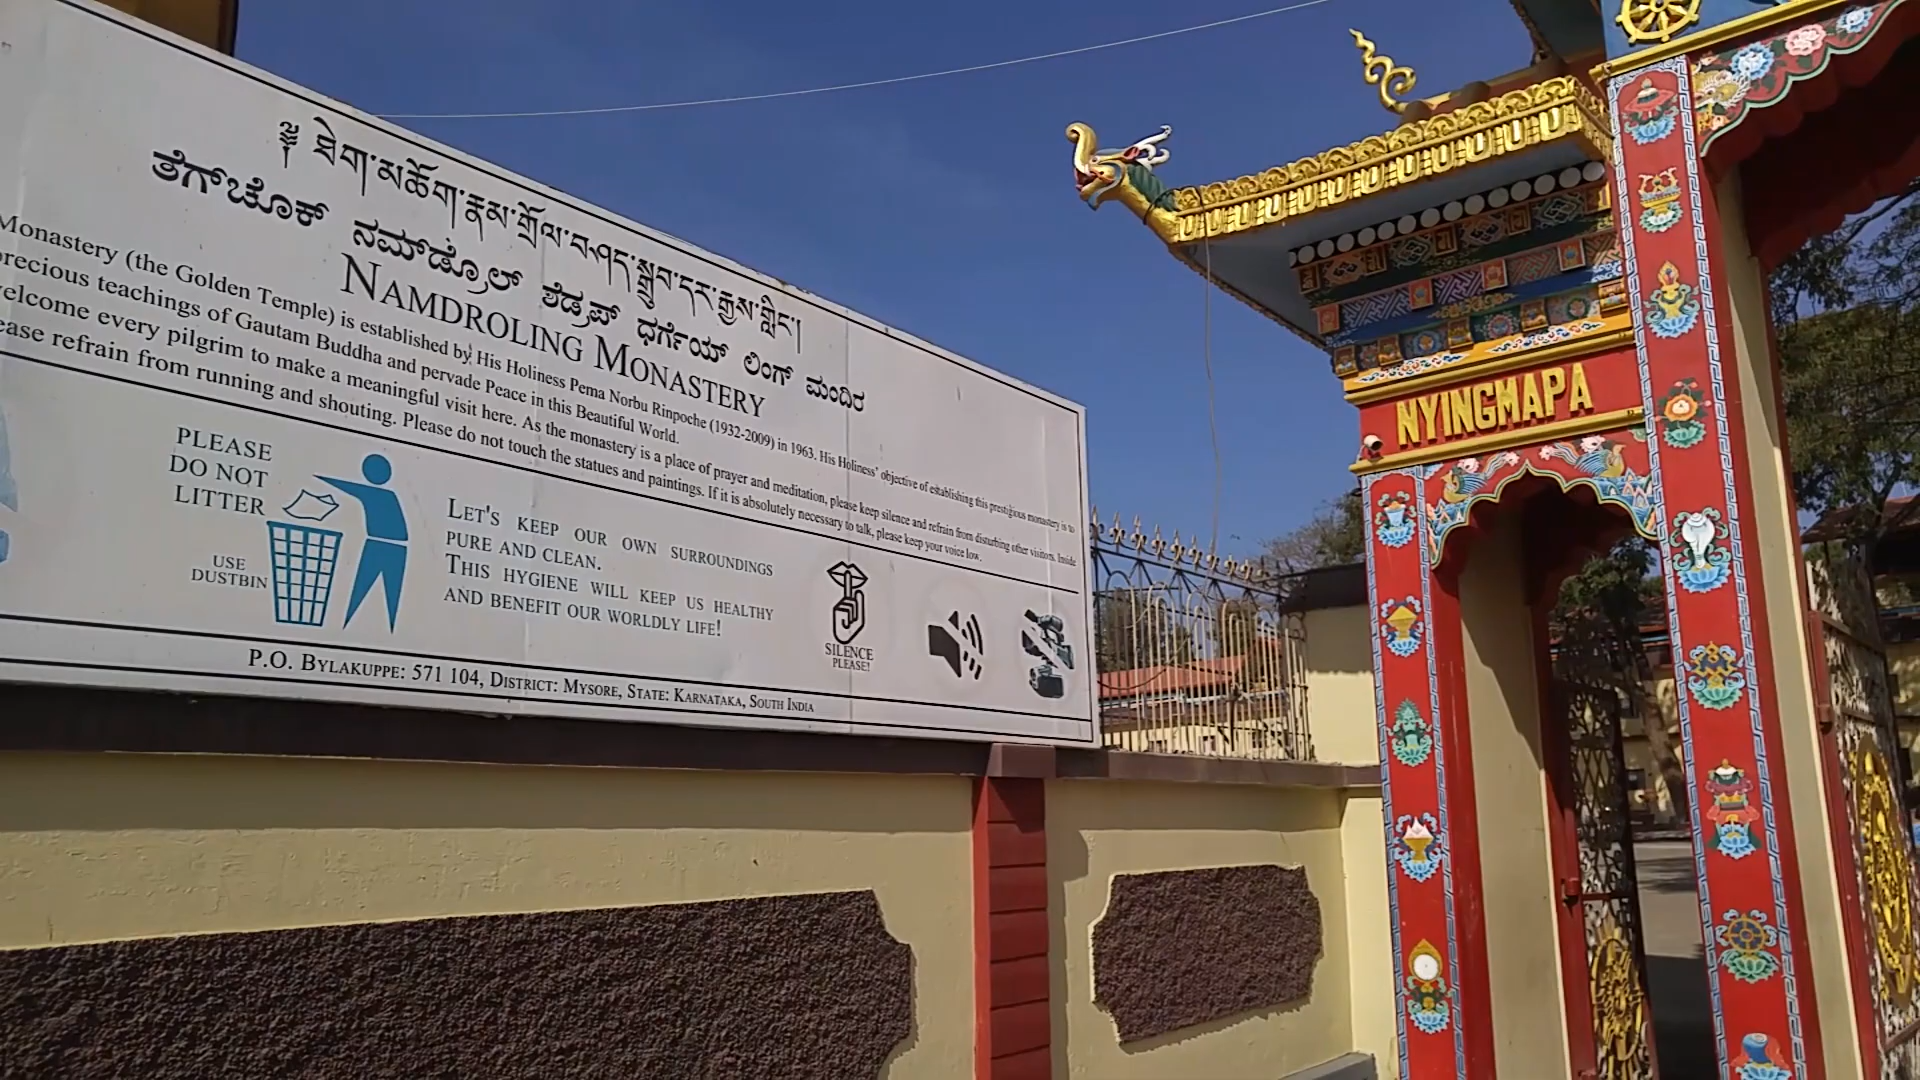 ༄༅། ཐེག་མཆོག་རྣམ་གྲོལ་བཤད་སྒྲུབ་དར་རྒྱས་གླིང་།
ತೆಗ್‌ಚೊಕ್ ನಮ್‌ಡ್ರೊಲ್ ಶೆಡ್ರಪ್ ಧರ್ಗೆಯ್ ಲಿಂಗ್ ಮಂದಿರ
NAMDROLING MONASTERY
Monastery (the Golden Temple) is established by His Holiness Pema Norbu Rinpoche (1932-2009) in 1963. His Holiness' objective of establishing this prestigious monastery is to
precious teachings of Gautam Buddha and pervade Peace in this Beautiful World.
welcome every pilgrim to make a meaningful visit here. As the monastery is a place of prayer and meditation, please keep silence and refrain from disturbing other visitors. Inside
ease refrain from running and shouting. Please do not touch the statues and paintings. If it is absolutely necessary to talk, please keep your voice low.
PLEASE
DO NOT
LITTER
USE
DUSTBIN
LET'S KEEP OUR OWN SURROUNDINGS
PURE AND CLEAN.
THIS HYGIENE WILL KEEP US HEALTHY
AND BENEFIT OUR WORLDLY LIFE!
SILENCE
PLEASE!
P.O. BYLAKUPPE: 571 104, DISTRICT: MYSORE, STATE: KARNATAKA, SOUTH INDIA
NYINGMAPA